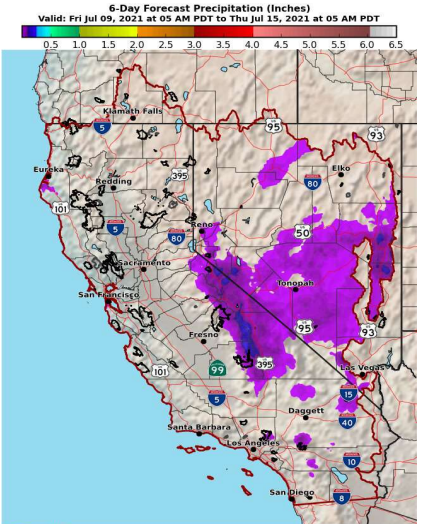 6-Day Forecast Precipitation (Inches)
Valid: Fri Jul 09, 2021 at 05 AM PDT to Thu Jul 15, 2021 at 05 AM PDT
0.5 1.0 1.5 2.0 2.5 3.0 3.5 4.0 4.5 5.0 5.5 6.0 6.5
Klamath Falls
5
95
93
Eureka
Redding
395
Elko
80
101
5
Reno
50
80
Sacramento
San Francisco
Tonopah
95
93
Fresno
99
395
Las Vegas
101
5
15
Daggett
40
Santa Barbara
Los Angeles
10
San Diego
8